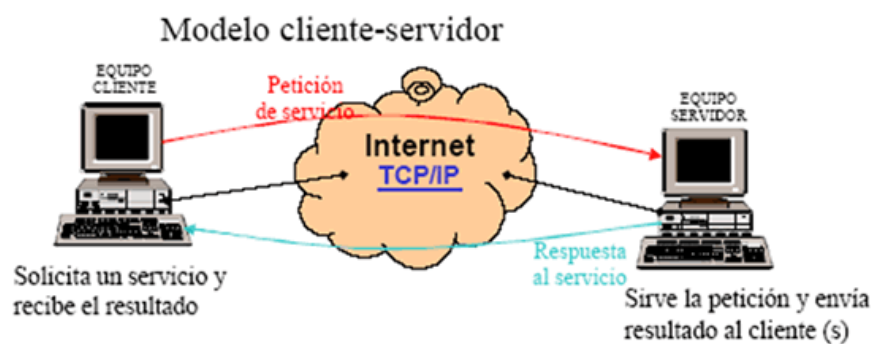 Modelo cliente-servidor
EQUIPO
CLIENTE
Petición
de servicio
EQUIPO
SERVIDOR
Internet
TCP/IP
Respuesta
al servicio
Solicita un servicio y
recibe el resultado
Sirve la petición y envía
resultado al cliente (s)